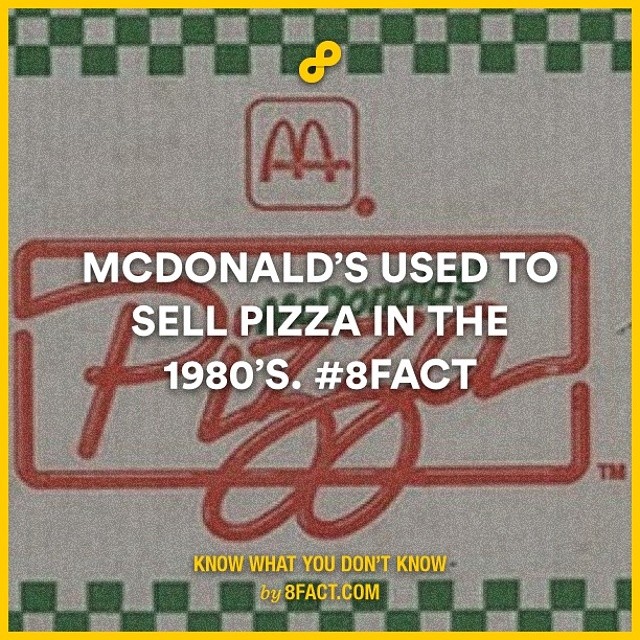 MCDONALD'S USED TO
McDonald's
SELL PIZZA IN THE
Pizza
1980'S. #8FACT
TM
KNOW WHAT YOU DON'T KNOW
by 8FACT.COM